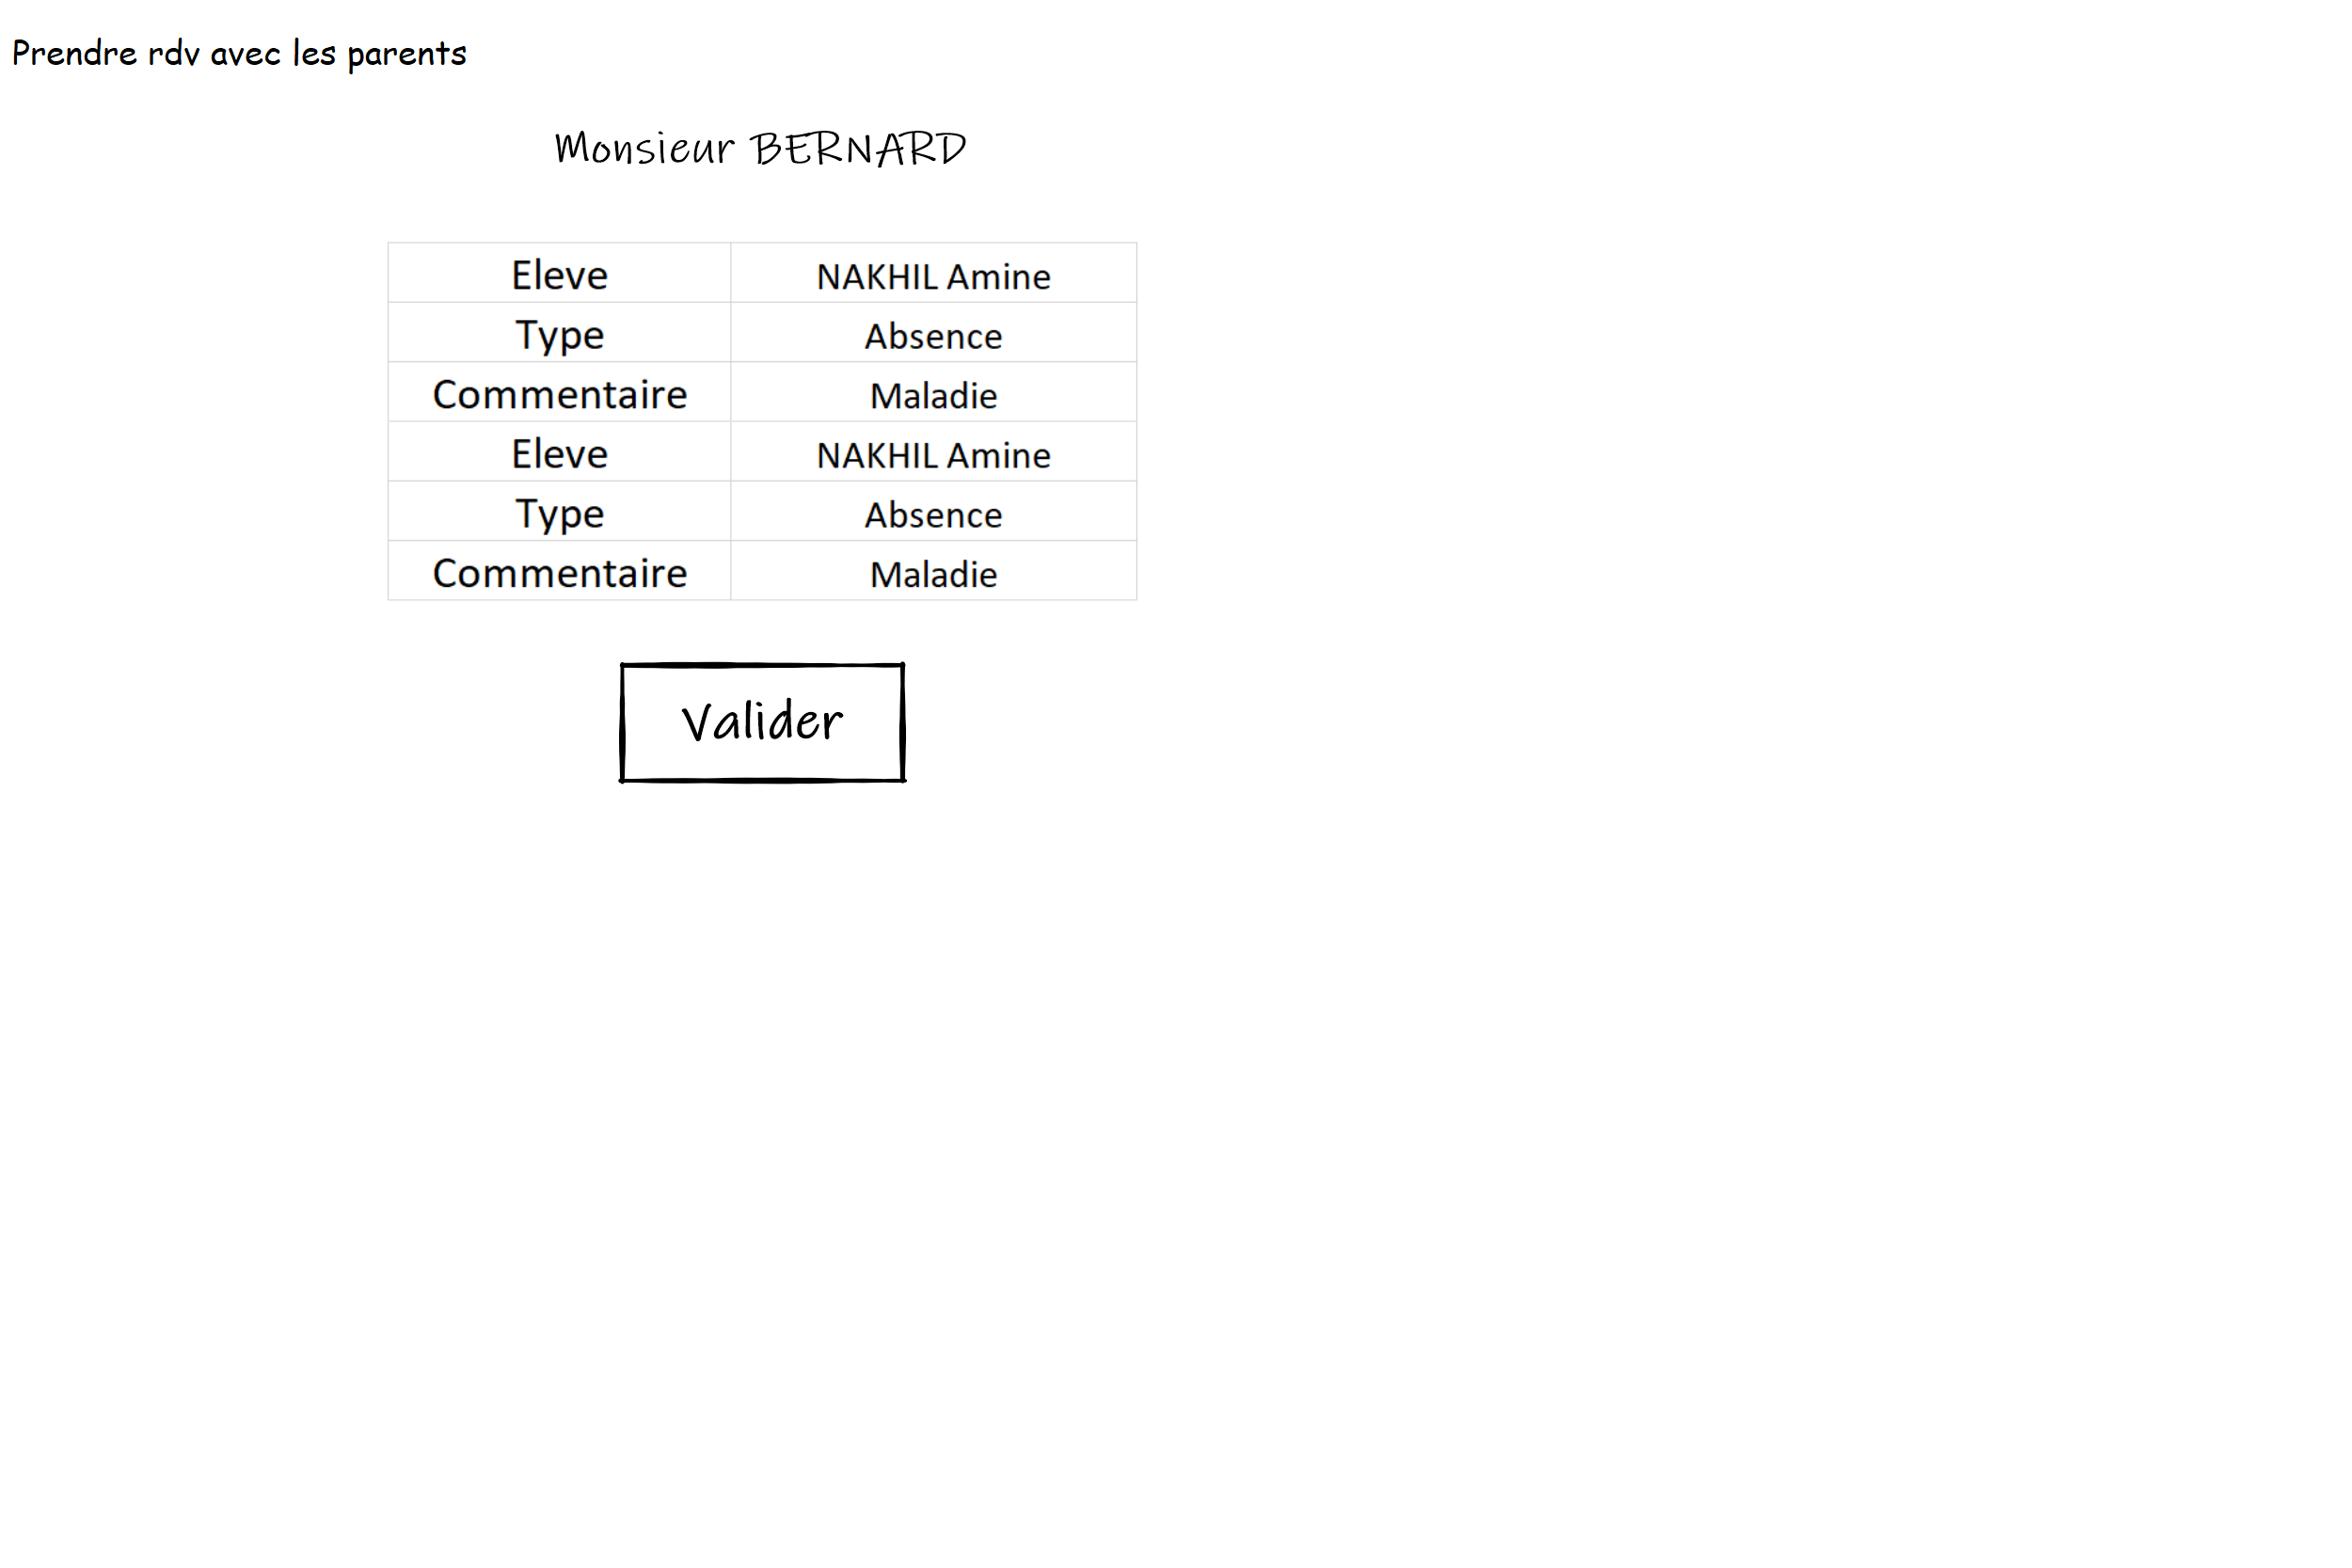 Prendre rdv avec les parents
Monsieur BERNARD
Eleve NAKHIL Amine
Type Absence
Commentaire Maladie
Eleve NAKHIL Amine
Type Absence
Commentaire Maladie
Valider